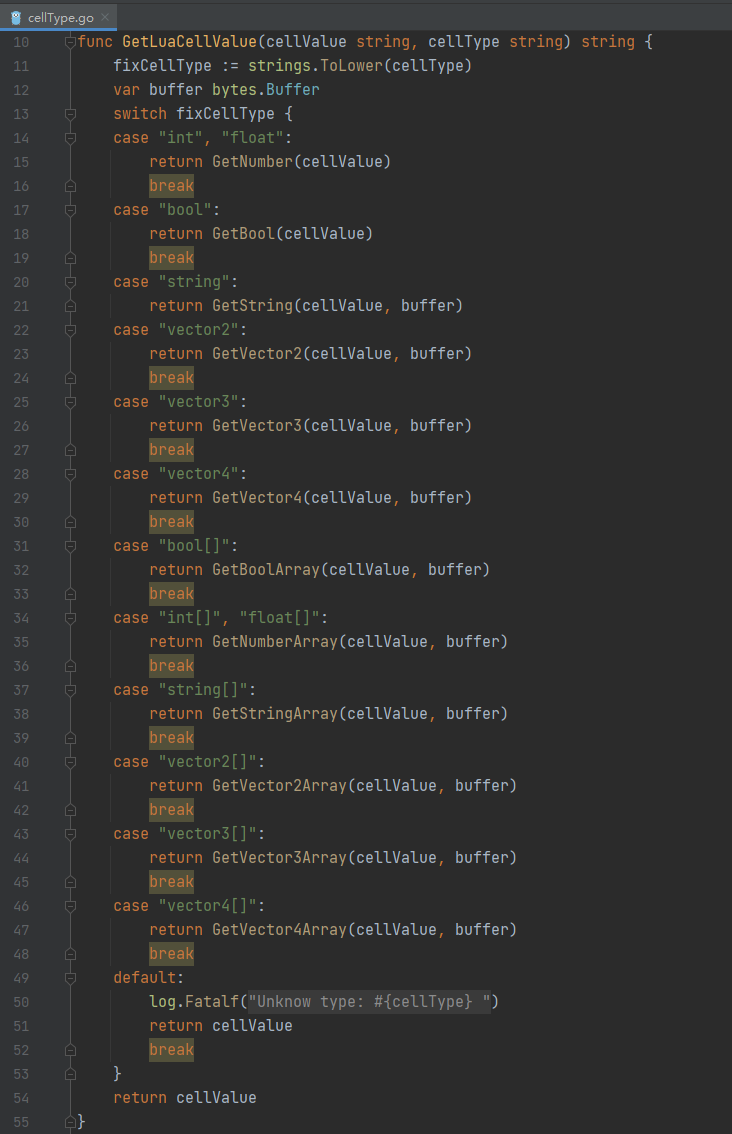 cellType.go
10 func GetLuaCellValue(cellValue string, cellType string) string {
11     fixCellType := strings.ToLower(cellType)
12     var buffer bytes.Buffer
13     switch fixCellType {
14     case "int", "float":
15         return GetNumber(cellValue)
16         break
17     case "bool":
18         return GetBool(cellValue)
19         break
20     case "string":
21         return GetString(cellValue, buffer)
22     case "vector2":
23         return GetVector2(cellValue, buffer)
24         break
25     case "vector3":
26         return GetVector3(cellValue, buffer)
27         break
28     case "vector4":
29         return GetVector4(cellValue, buffer)
30         break
31     case "bool[]":
32         return GetBoolArray(cellValue, buffer)
33         break
34     case "int[]", "float[]":
35         return GetNumberArray(cellValue, buffer)
36         break
37     case "string[]":
38         return GetStringArray(cellValue, buffer)
39         break
40     case "vector2[]":
41         return GetVector2Array(cellValue, buffer)
42         break
43     case "vector3[]":
44         return GetVector3Array(cellValue, buffer)
45         break
46     case "vector4[]":
47         return GetVector4Array(cellValue, buffer)
48         break
49     default:
50         log.Fatalf("Unknow type: #{cellType} ")
51         return cellValue
52         break
53     }
54     return cellValue
55 }